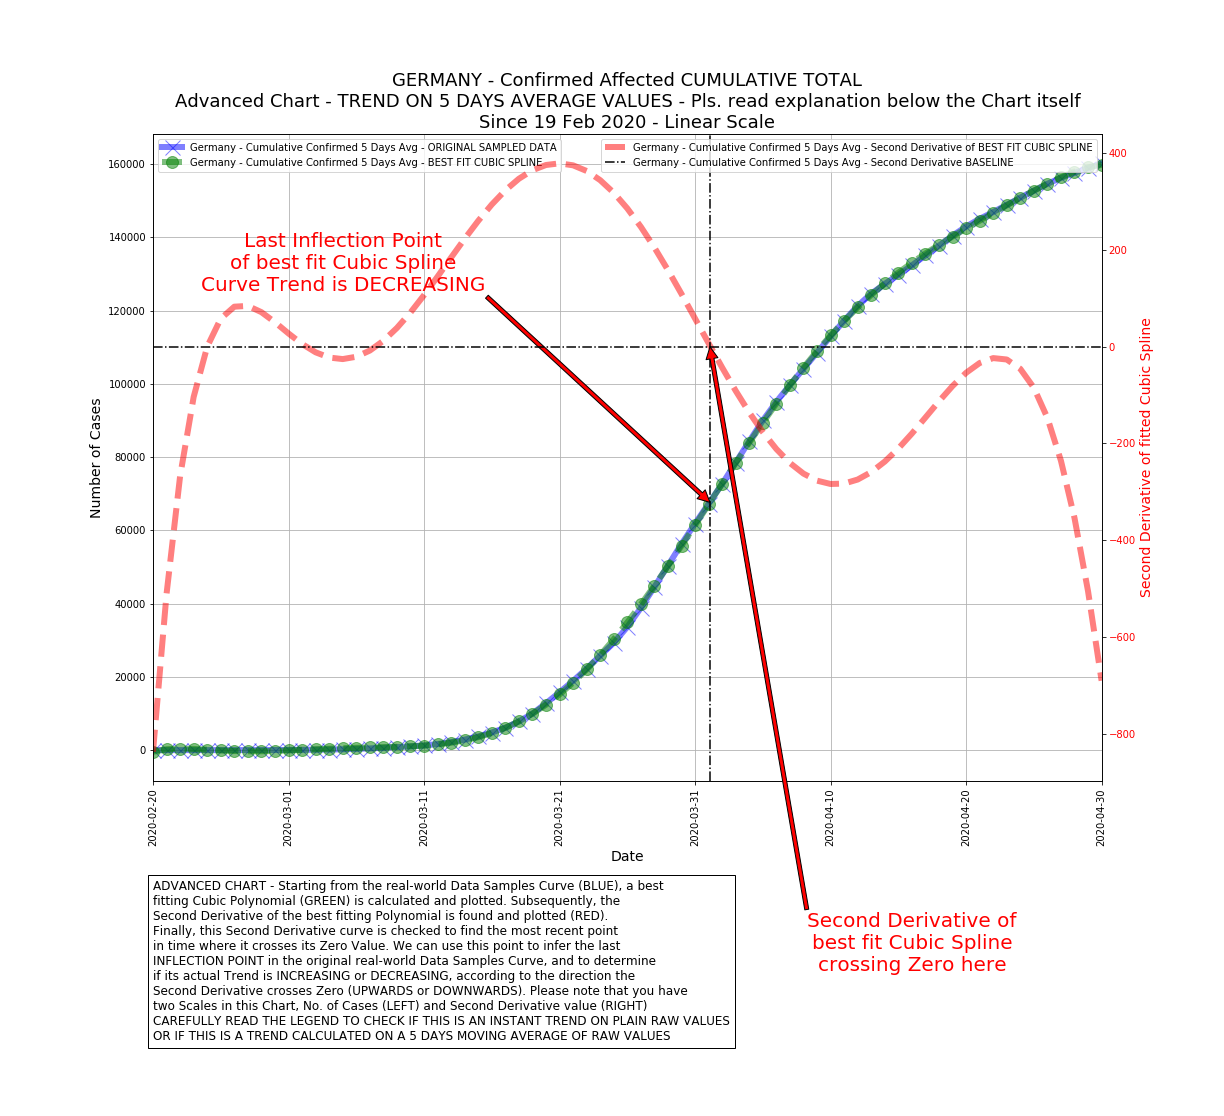 GERMANY - Confirmed Affected CUMULATIVE TOTAL
Advanced Chart - TREND ON 5 DAYS AVERAGE VALUES - Pls. read explanation below the Chart itself
Since 19 Feb 2020 - Linear Scale
Germany - Cumulative Confirmed 5 Days Avg - ORIGINAL SAMPLED DATA
Germany - Cumulative Confirmed 5 Days Avg - BEST FIT CUBIC SPLINE
Germany - Cumulative Confirmed 5 Days Avg - Second Derivative of BEST FIT CUBIC SPLINE
Germany - Cumulative Confirmed 5 Days Avg - Second Derivative BASELINE
Last Inflection Point
of best fit Cubic Spline
Curve Trend is DECREASING
Number of Cases
160000
140000
120000
100000
80000
60000
40000
20000
0
400
200
0
−200
−400
−600
−800
Second Derivative of fitted Cubic Spline
2020-02-20
2020-03-01
2020-03-11
2020-03-21
2020-03-31
2020-04-10
2020-04-20
2020-04-30
Date
Second Derivative of
best fit Cubic Spline
crossing Zero here
ADVANCED CHART - Starting from the real-world Data Samples Curve (BLUE), a best
fitting Cubic Polynomial (GREEN) is calculated and plotted. Subsequently, the
Second Derivative of the best fitting Polynomial is found and plotted (RED).
Finally, this Second Derivative curve is checked to find the most recent point
in time where it crosses its Zero Value. We can use this point to infer the last
INFLECTION POINT in the original real-world Data Samples Curve, and to determine
if its actual Trend is INCREASING or DECREASING, according to the direction the
Second Derivative crosses Zero (UPWARDS or DOWNWARDS). Please note that you have
two Scales in this Chart, No. of Cases (LEFT) and Second Derivative value (RIGHT)
CAREFULLY READ THE LEGEND TO CHECK IF THIS IS AN INSTANT TREND ON PLAIN RAW VALUES
OR IF THIS IS A TREND CALCULATED ON A 5 DAYS MOVING AVERAGE OF RAW VALUES